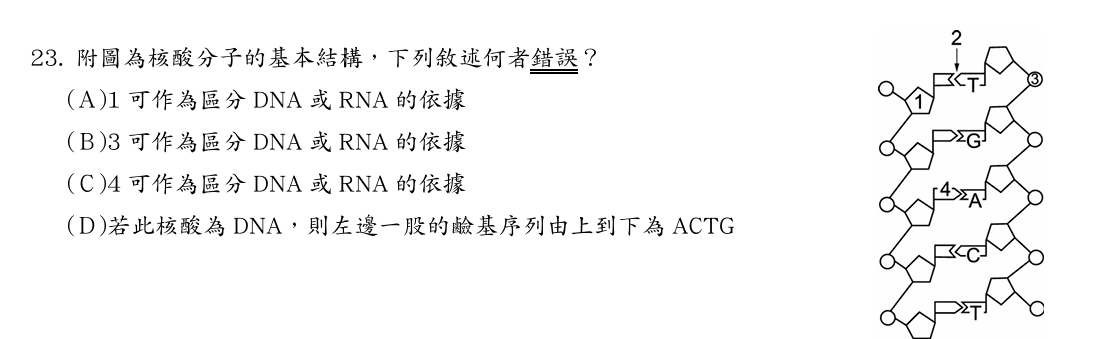 23. 附圖為核酸分子的基本結構，下列敘述何者錯誤？
(A)1 可作為區分 DNA 或 RNA 的依據
(B)3 可作為區分 DNA 或 RNA 的依據
(C)4 可作為區分 DNA 或 RNA 的依據
(D)若此核酸為 DNA，則左邊一股的鹼基序列由上到下為 ACTG
2
T
3
1
G
4
A
C
T